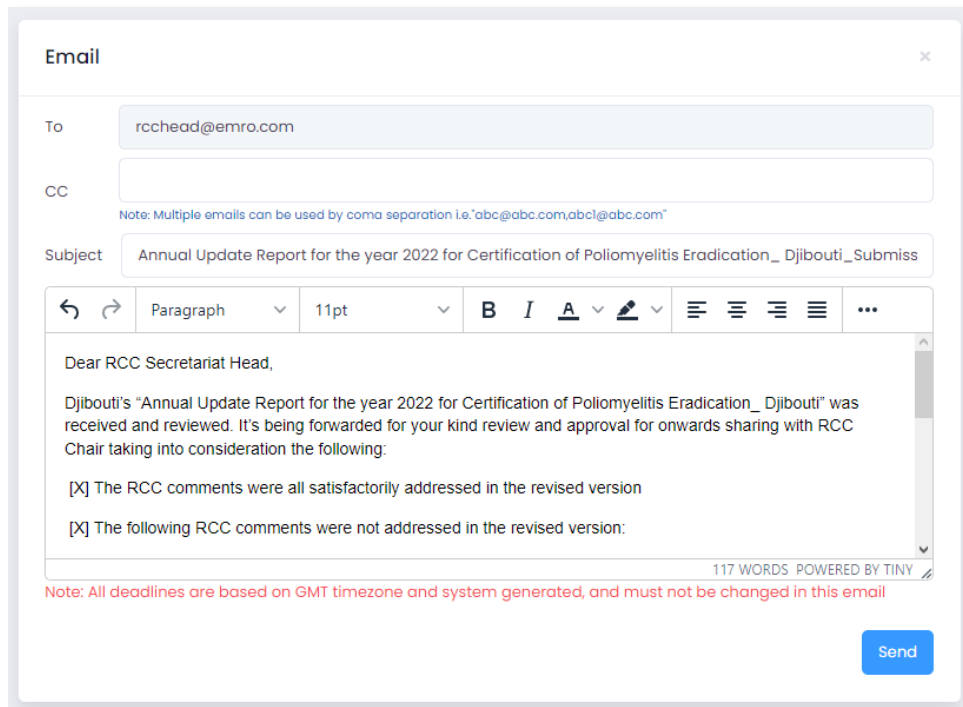 Email
×
To
rcchead@emro.com
CC
Note: Multiple emails can be used by coma separation i.e."abc@abc.com,abc1@abc.com"
Subject
Annual Update Report for the year 2022 for Certification of Poliomyelitis Eradication_ Djibouti_Submiss
Paragraph
11pt
B I A
Dear RCC Secretariat Head,
Djibouti's “Annual Update Report for the year 2022 for Certification of Poliomyelitis Eradication_ Djibouti” was
received and reviewed. It’s being forwarded for your kind review and approval for onwards sharing with RCC
Chair taking into consideration the following:
[X] The RCC comments were all satisfactorily addressed in the revised version
[X] The following RCC comments were not addressed in the revised version:
117 WORDS POWERED BY TINY
Note: All deadlines are based on GMT timezone and system generated, and must not be changed in this email
Send